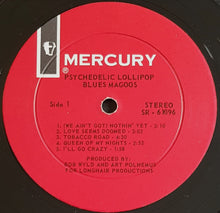 MERCURY
®
PSYCHEDELIC LOLLIPOP
BLUES MAGOOS
Side 1
STEREO
SR - 61096
1. (WE AIN'T GOT) NOTHIN' YET - 2:10
2. LOVE SEEMS DOOMED - 3:02
3. TOBACCO ROAD - 4:30
4. QUEEN OF MY NIGHTS - 2:33
5. I'LL GO CRAZY - 1:58
PRODUCED BY:
BOB WYLD AND ART POLHEMUS
FOR LONGHAIR PRODUCTIONS